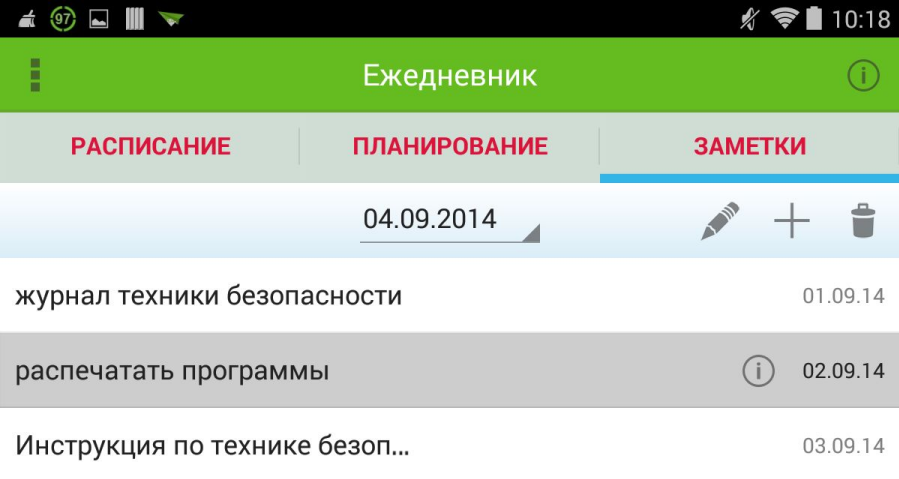 97
10:18
Ежедневник
РАСПИСАНИЕ ПЛАНИРОВАНИЕ ЗАМЕТКИ
04.09.2014
журнал техники безопасности 01.09.14
распечатать программы 02.09.14
Инструкция по технике безоп... 03.09.14